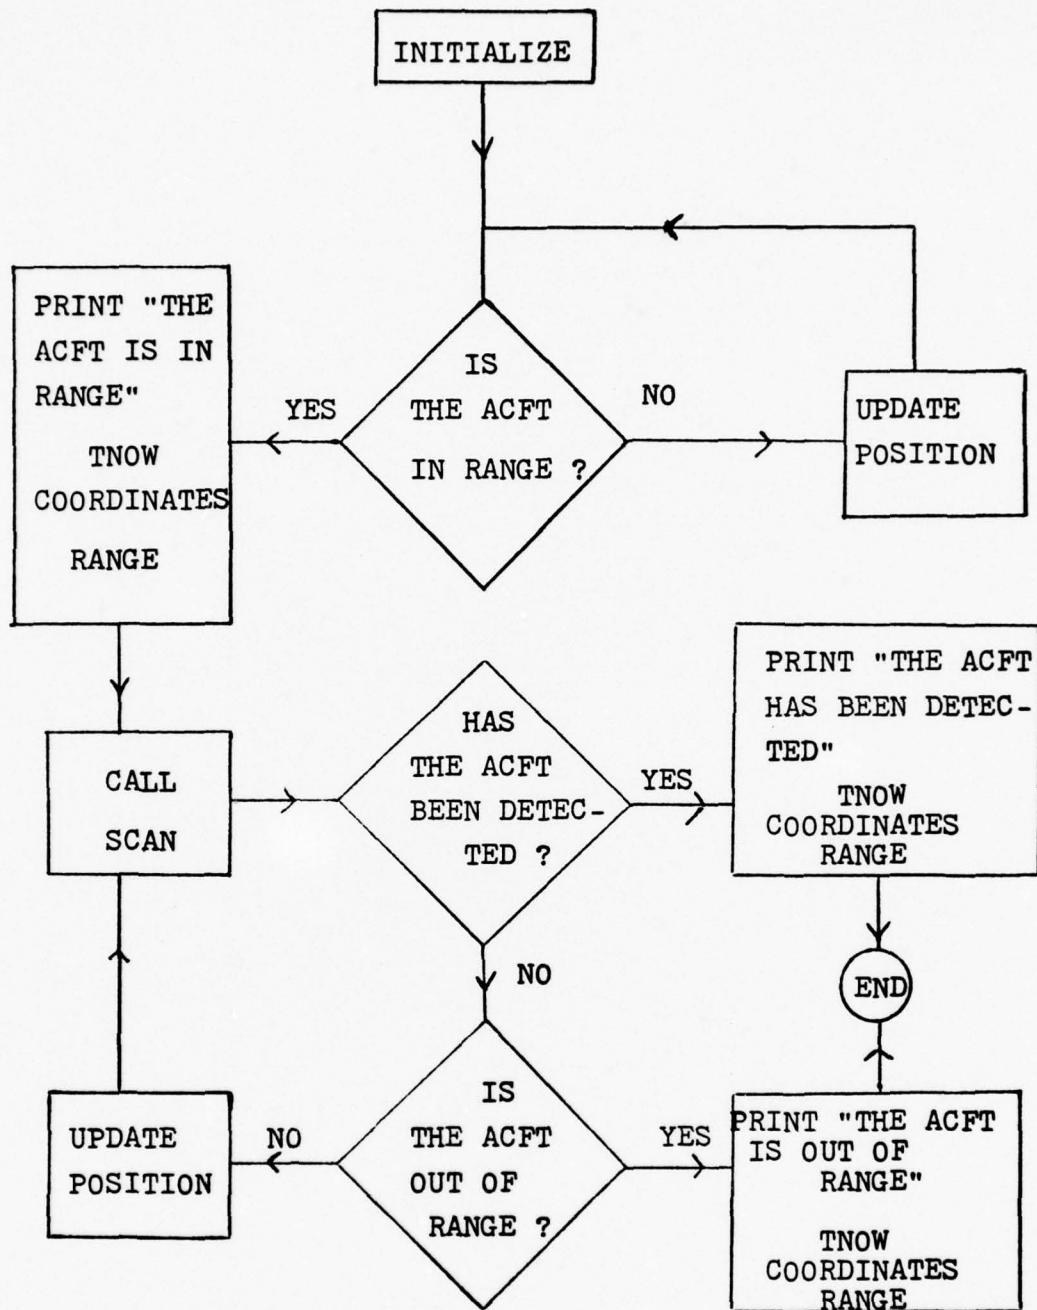 INITIALIZE
PRINT "THE
ACFT IS IN
RANGE"
TNOW
COORDINATES
RANGE
YES
IS
THE ACFT
IN RANGE ?
NO
UPDATE
POSITION
CALL
SCAN
HAS
THE ACFT
BEEN DETEC-
TED ?
YES
PRINT "THE ACFT
HAS BEEN DETEC-
TED"
TNOW
COORDINATES
RANGE
NO
END
UPDATE
POSITION
NO
IS
THE ACFT
OUT OF
RANGE ?
YES
PRINT "THE ACFT
IS OUT OF
RANGE"
TNOW
COORDINATES
RANGE